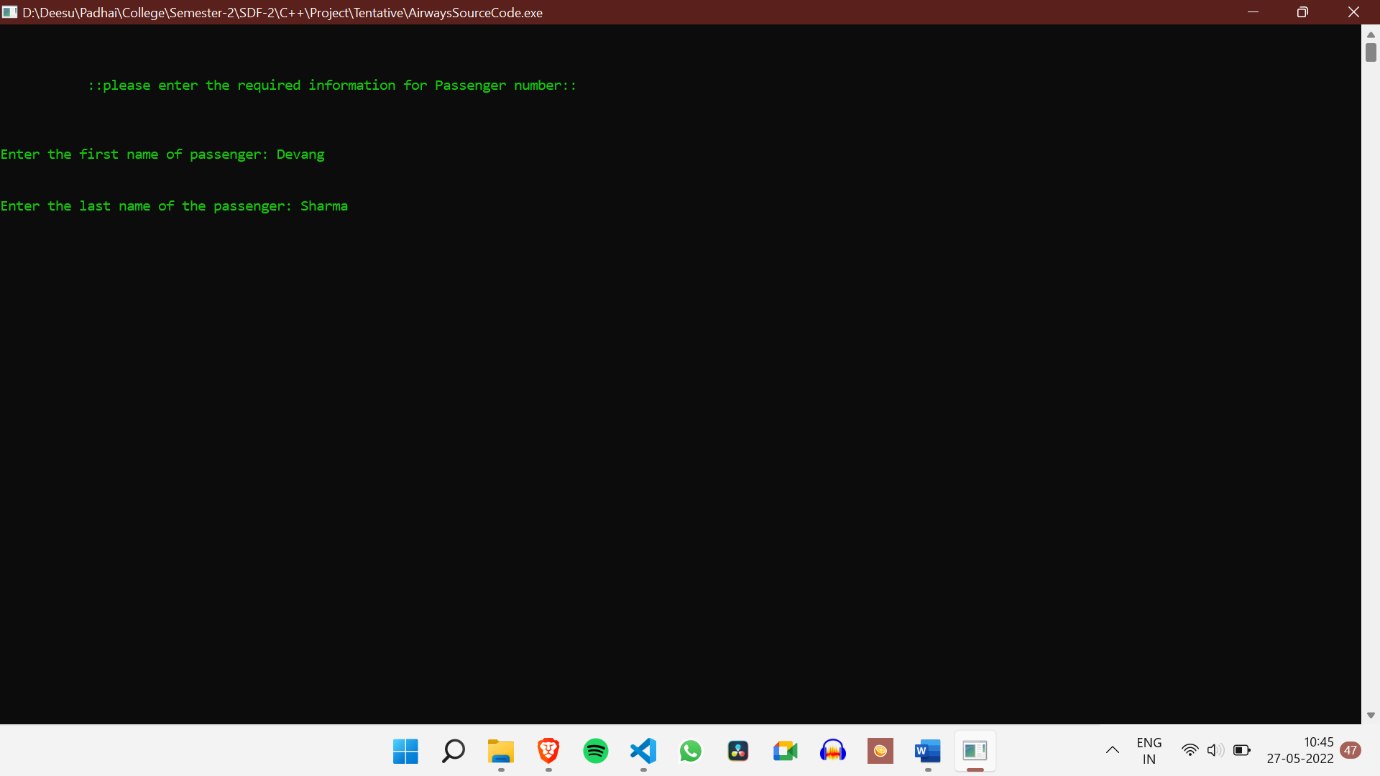 D:\Deesu\Padhai\College\Semester-2\SDF-2\C++\Project\Tentative\AirwaysSourceCode.exe
::please enter the required information for Passenger number::
Enter the first name of passenger: Devang
Enter the last name of the passenger: Sharma
W
ENG
IN
10:45
27-05-2022
47